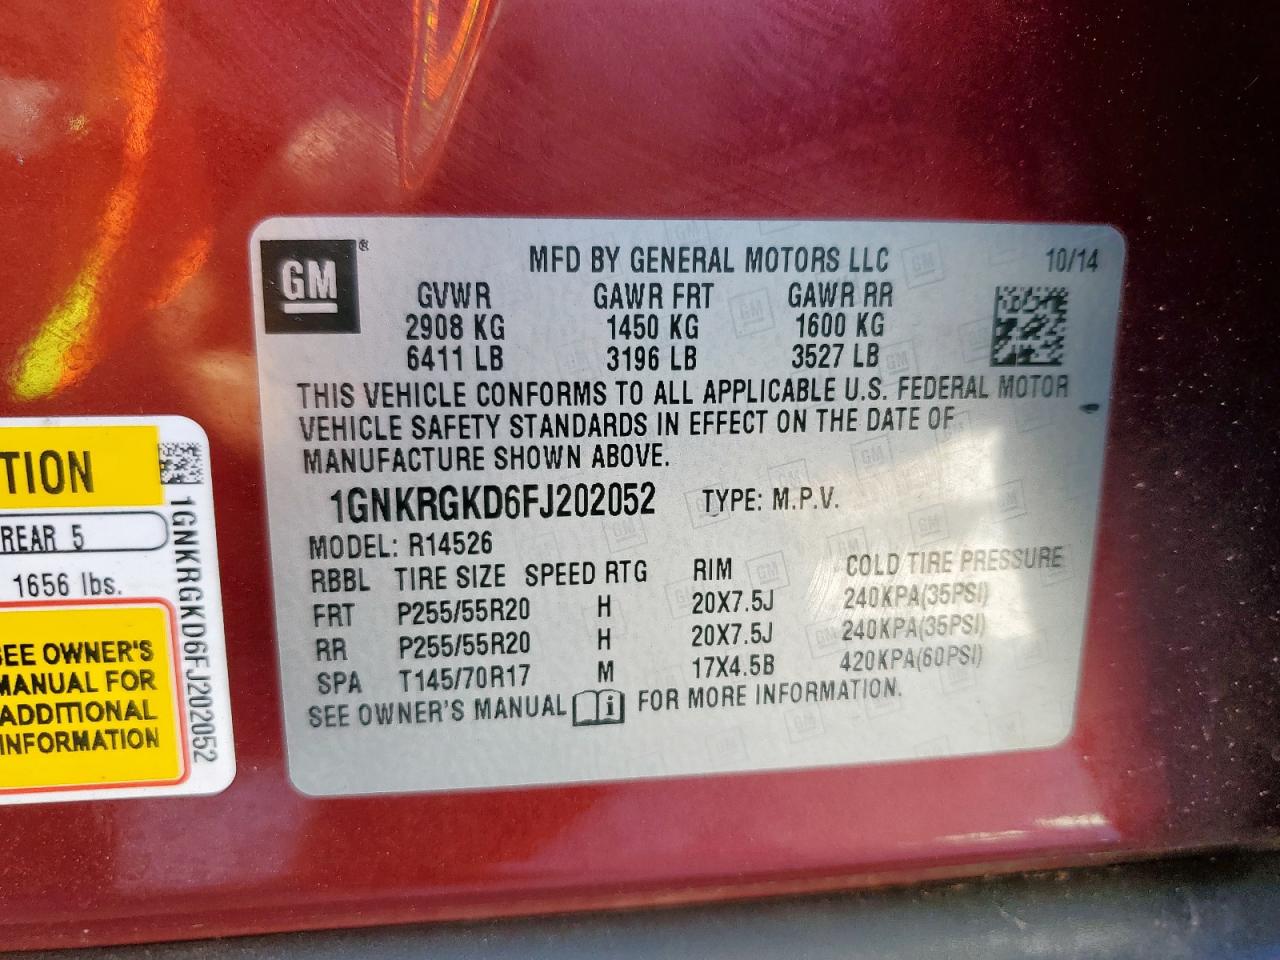 GM®
MFD BY GENERAL MOTORS LLC 10/14
GVWR GAWR FRT GAWR RR
2908 KG 1450 KG 1600 KG
6411 LB 3196 LB 3527 LB
THIS VEHICLE CONFORMS TO ALL APPLICABLE U.S. FEDERAL MOTOR
VEHICLE SAFETY STANDARDS IN EFFECT ON THE DATE OF
MANUFACTURE SHOWN ABOVE.
1GNKRGKD6FJ202052 TYPE: M.P.V.
MODEL: R14526
RBBL TIRE SIZE SPEED RTG RIM COLD TIRE PRESSURE
FRT P255/55R20 H 20X7.5J 240KPA(35PSI)
RR P255/55R20 H 20X7.5J 240KPA(35PSI)
SPA T145/70R17 M 17X4.5B 420KPA(60PSI)
SEE OWNER'S MANUAL i FOR MORE INFORMATION.
TION
REAR 5
1656 lbs.
SEE OWNER'S
MANUAL FOR
ADDITIONAL
INFORMATION
1GNKRGKD6FJ202052